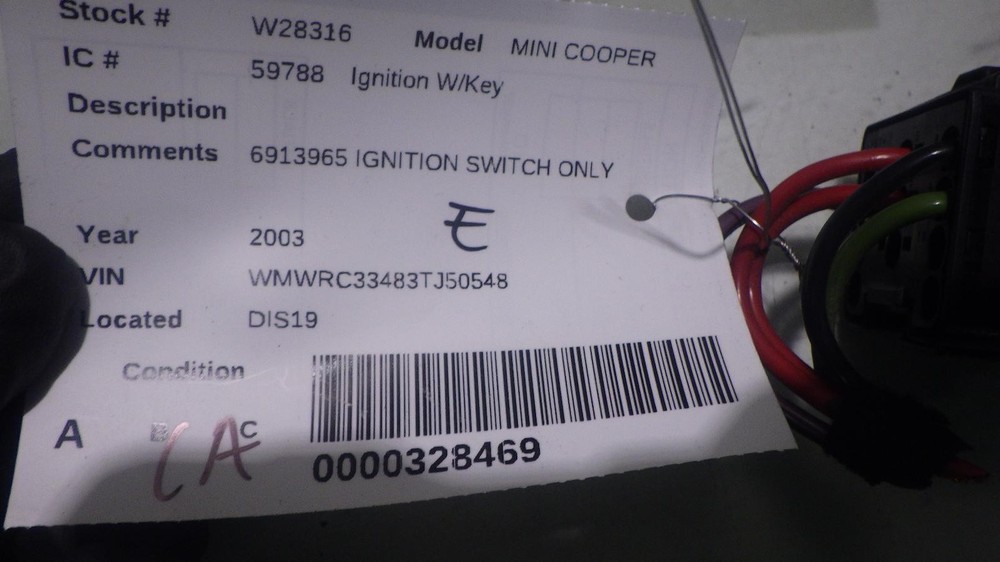 Stock # W28316 Model MINI COOPER
IC # 59788 Ignition W/Key
Description
Comments 6913965 IGNITION SWITCH ONLY
E
Year 2003
VIN WMWRC33483TJ50548
Located DIS19
Condition
A B C
A
0000328469